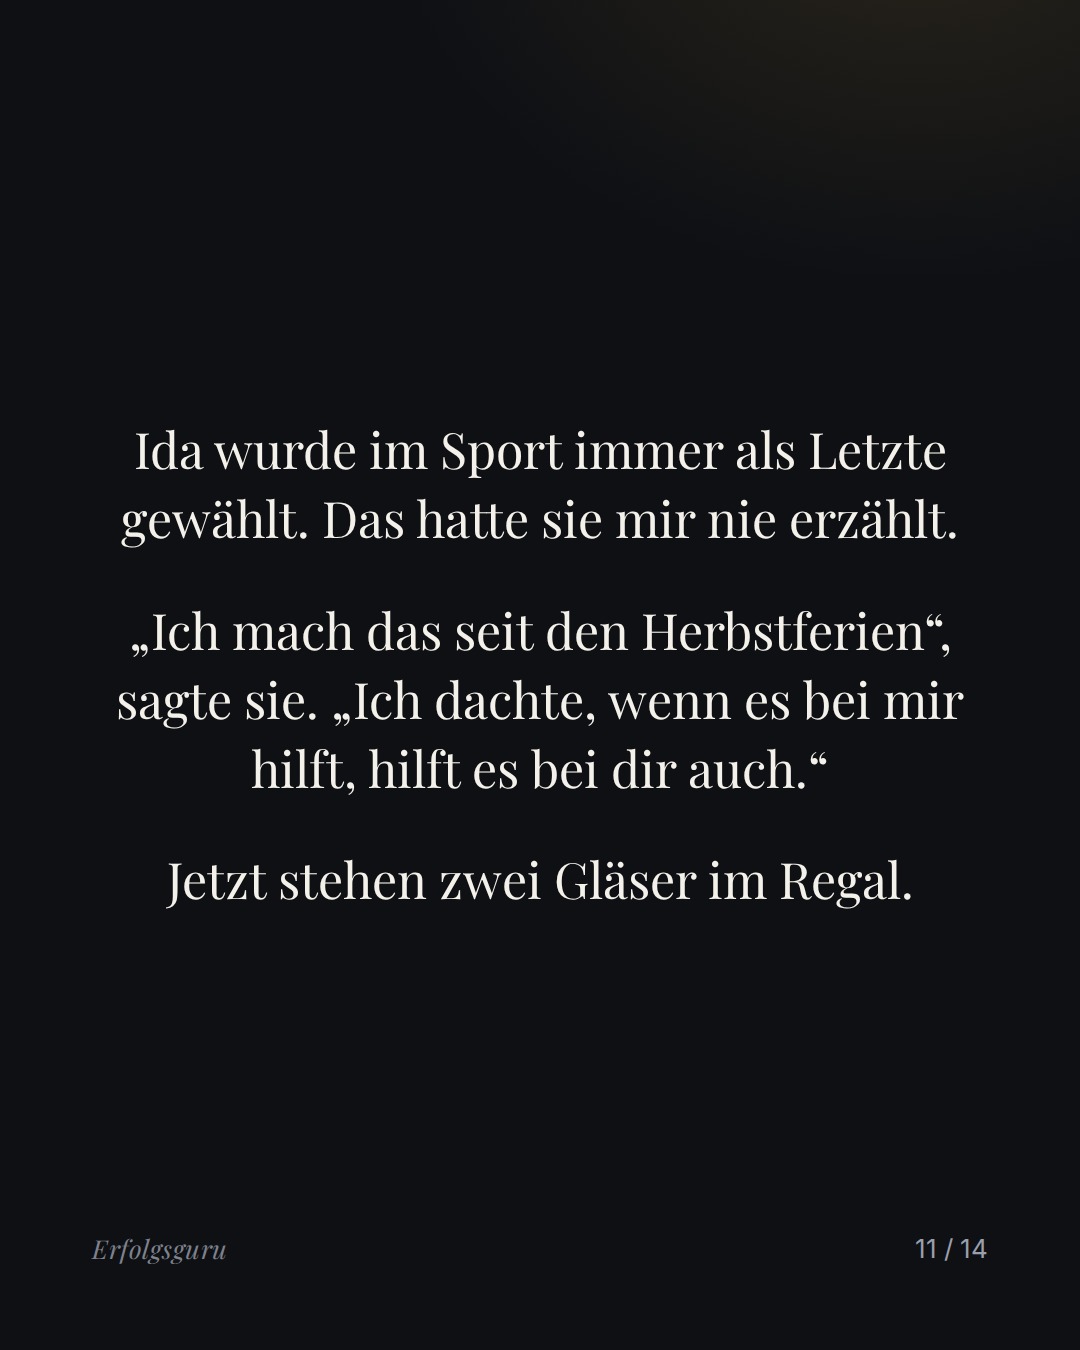 Ida wurde im Sport immer als Letzte
gewählt. Das hatte sie mir nie erzählt.
„Ich mach das seit den Herbstferien“,
sagte sie. „Ich dachte, wenn es bei mir
hilft, hilft es bei dir auch.“
Jetzt stehen zwei Gläser im Regal.
Erfolgsguru
11 / 14